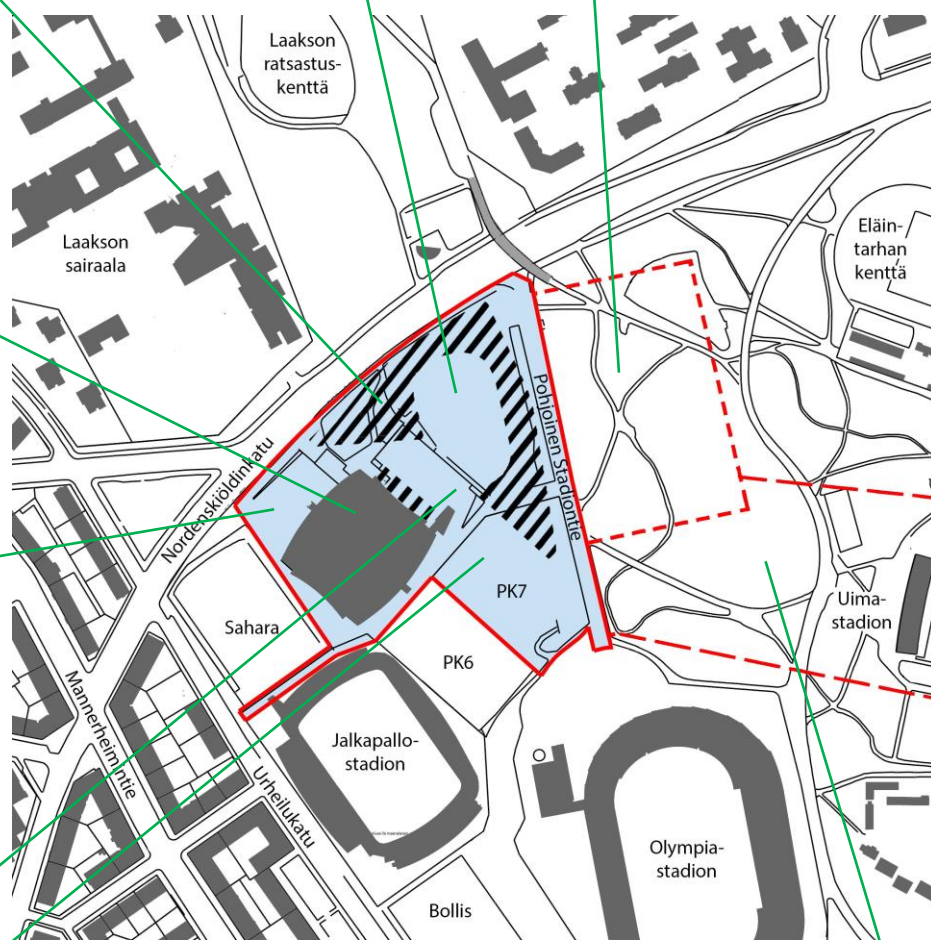 Laakson
ratsastus-
kenttä
Laakson
sairaala
Eläin-
tarhan
kenttä
Nordenskiöldinkatu
Pohjoinen Stadiontie
PK7
Uima-
stadion
Sahara
PK6
Mannerheimintie
Jalkapallo-
stadion
Urheilukatu
Olympia-
stadion
Bollis